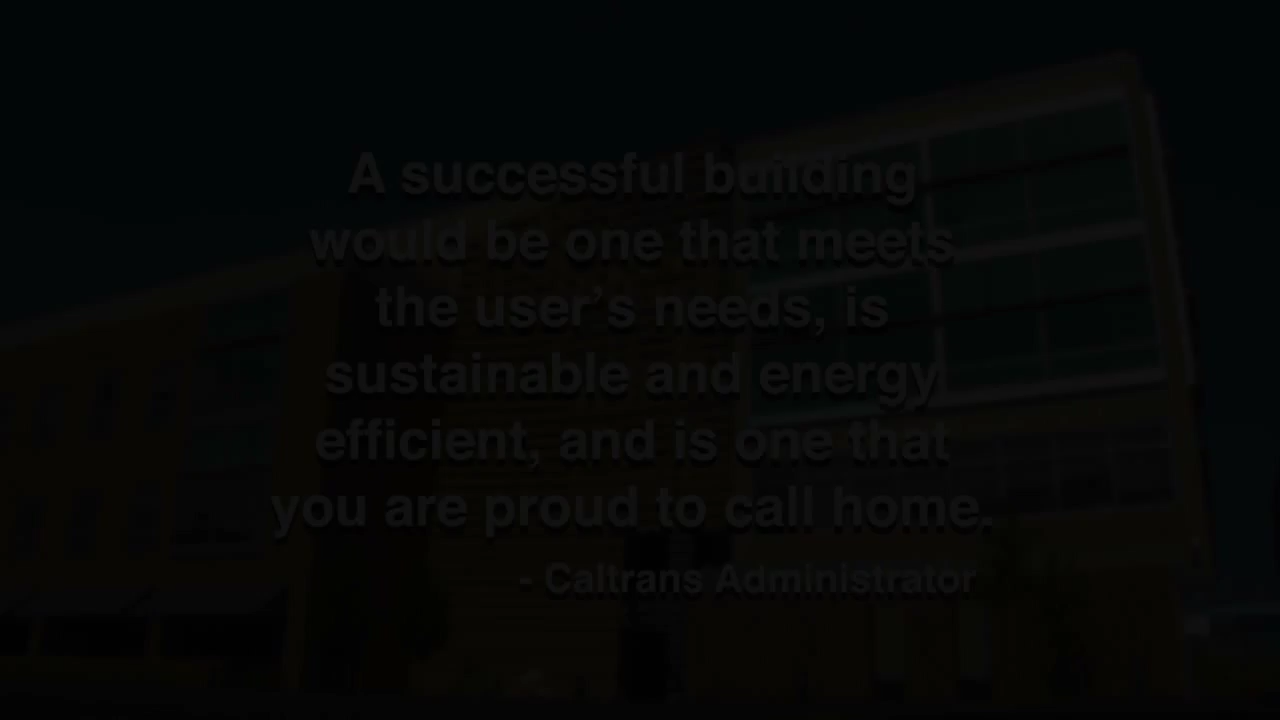 A successful building
would be one that meets
the user’s needs, is
sustainable and energy
efficient, and is one that
you are proud to call home.
- Caltrans Administrator